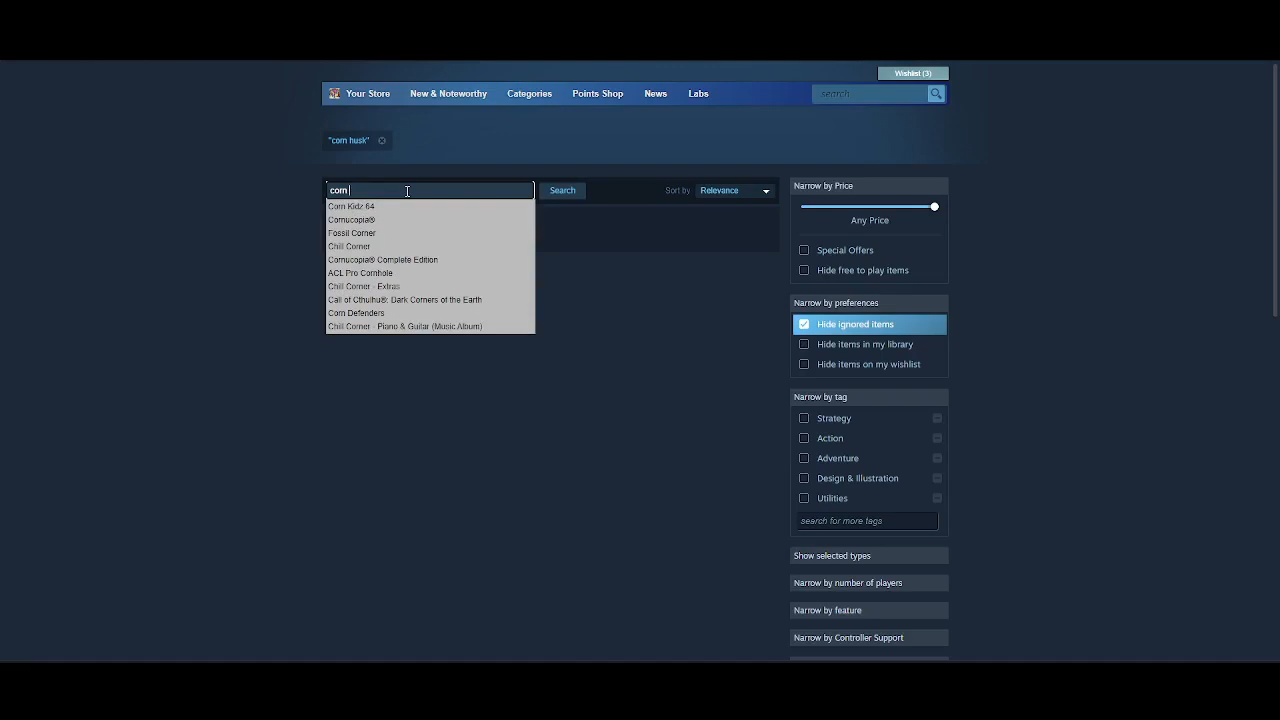 Wishlist (3)
Your Store New & Noteworthy Categories Points Shop News Labs search
"corn husk"
corn Search Sort by Relevance
Corn Kidz 64
Cornucopia®
Fossil Corner
Chill Corner
Cornucopia® Complete Edition
ACL Pro Cornhole
Chill Corner - Extras
Call of Cthulhu®: Dark Corners of the Earth
Corn Defenders
Chill Corner - Piano & Guitar (Music Album)
Narrow by Price
Any Price
Special Offers
Hide free to play items
Narrow by preferences
Hide ignored items
Hide items in my library
Hide items on my wishlist
Narrow by tag
Strategy
Action
Adventure
Design & Illustration
Utilities
search for more tags
Show selected types
Narrow by number of players
Narrow by feature
Narrow by Controller Support